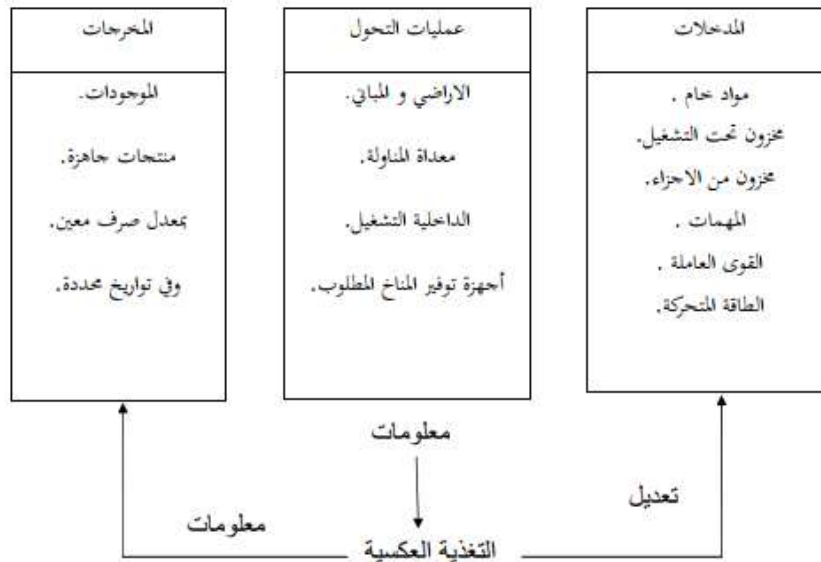 المدخلات
مواد خام .
مخزون تحت التشغيل.
مخزون من الاجزاء.
المهمات .
القوى العاملة .
الطاقة المتحركة.
عمليات التحول
الاراضي و المباني.
معداة المناولة.
الداخلية التشغيل.
أجهزة توفير المناخ المطلوب.
المخرجات
الموجودات.
منتجات جاهزة.
بمعدل صرف معين.
وفي تواريخ محددة.
معلومات
تعديل
معلومات
التغذية العكسية